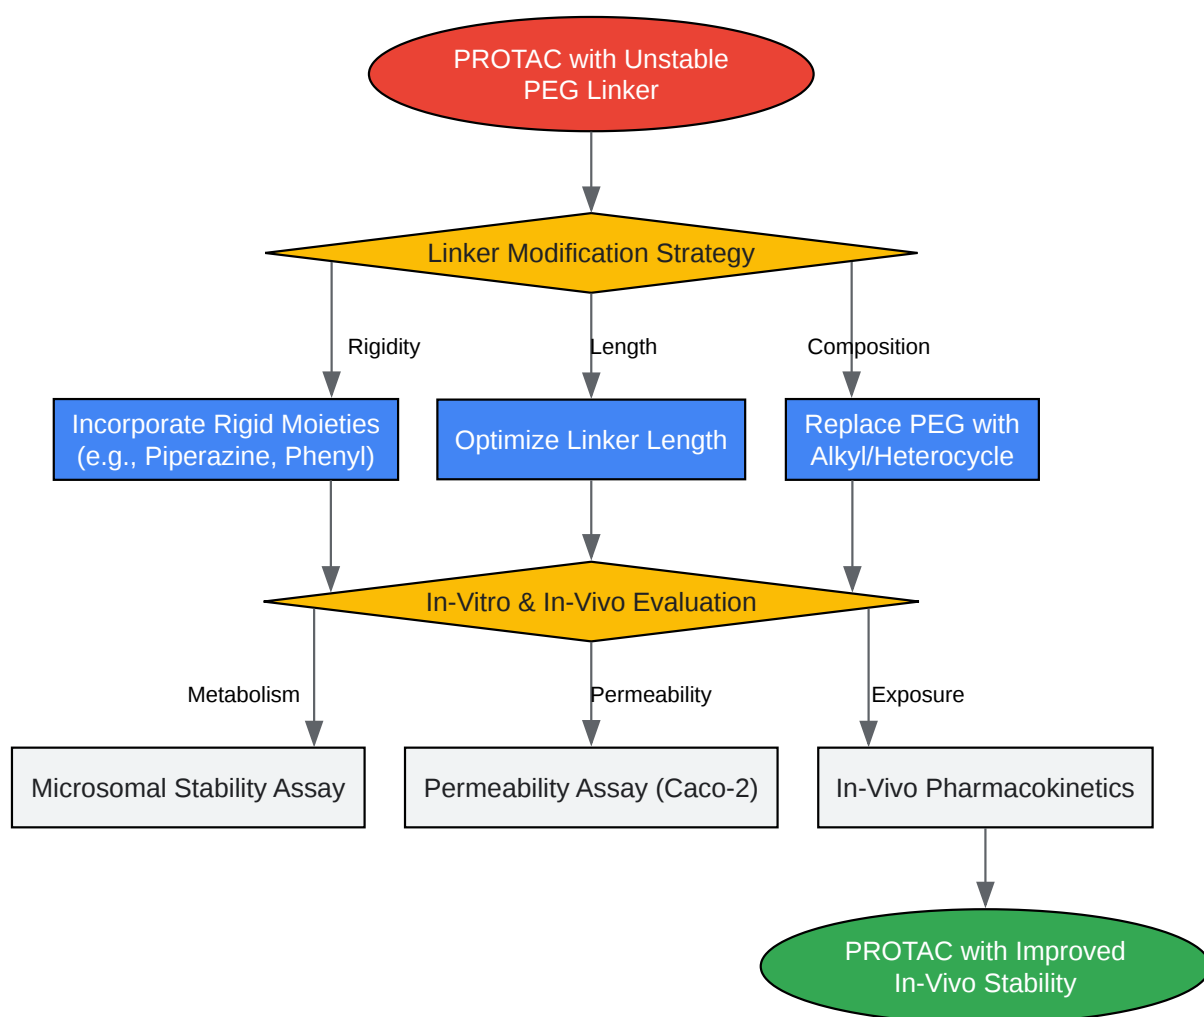 PROTAC with Unstable
PEG Linker
Linker Modification Strategy
Rigidity
Length
Composition
Incorporate Rigid Moieties
(e.g., Piperazine, Phenyl)
Optimize Linker Length
Replace PEG with
Alkyl/Heterocycle
In-Vitro & In-Vivo Evaluation
Metabolism
Permeability
Exposure
Microsomal Stability Assay
Permeability Assay (Caco-2)
In-Vivo Pharmacokinetics
PROTAC with Improved
In-Vivo Stability